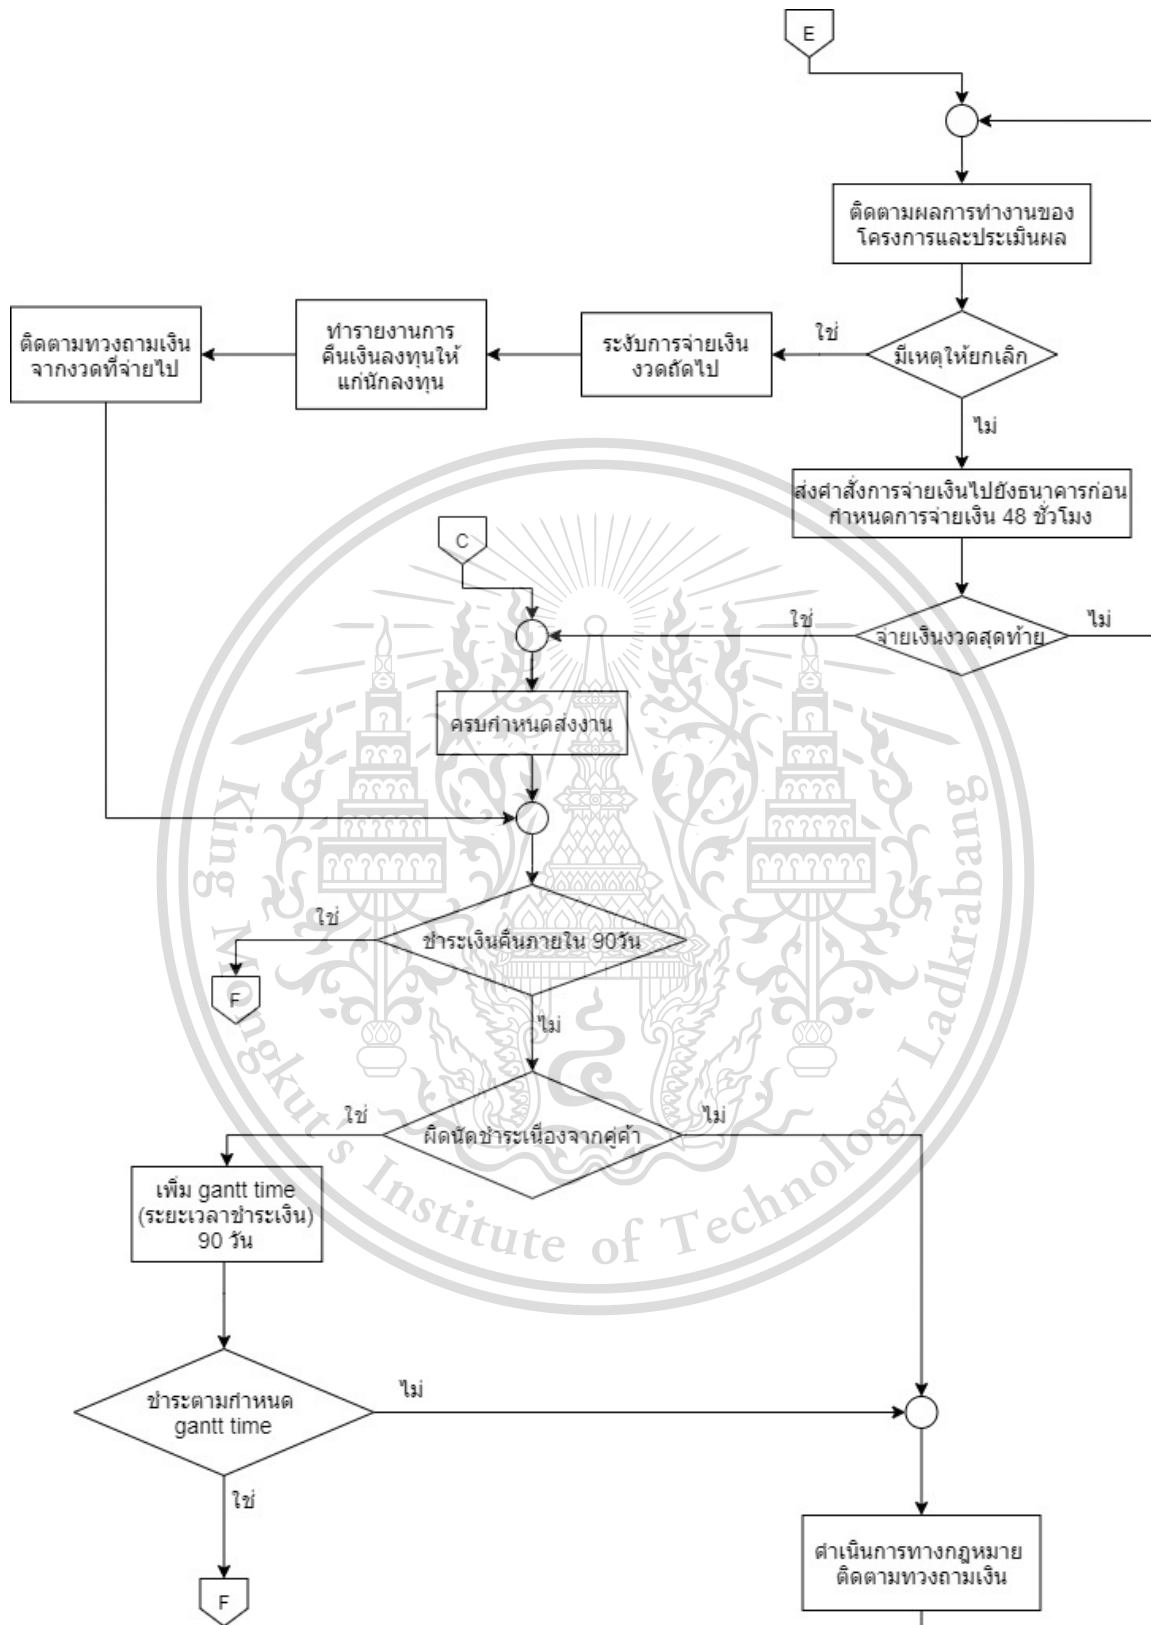 E
ติดตามผลการทำงานของ
โครงการและประเมินผล
มีเหตุให้ยกเลิก
ใช่
ระงับการจ่ายเงิน
งวดถัดไป
ทำรายงานการ
คืนเงินลงทุนให้
แก่นักลงทุน
ติดตามทวงถามเงิน
จากงวดที่จ่ายไป
ไม่
ส่งคำสั่งการจ่ายเงินไปยังธนาคารก่อน
กำหนดการจ่ายเงิน 48 ชั่วโมง
C
ใช่
จ่ายเงินงวดสุดท้าย
ไม่
ครบกำหนดส่งงาน
ใช่
ชำระเงินคืนภายใน 90วัน
F
ไม่
ใช่
ผิดนัดชำระเนื่องจากคู่ค้า
ไม่
เพิ่ม gantt time
(ระยะเวลาชำระเงิน)
90 วัน
ชำระตามกำหนด
gantt time
ไม่
ใช่
F
ดำเนินการทางกฎหมาย
ติดตามทวงถามเงิน
King Mongkut's Institute of Technology Ladkrabang